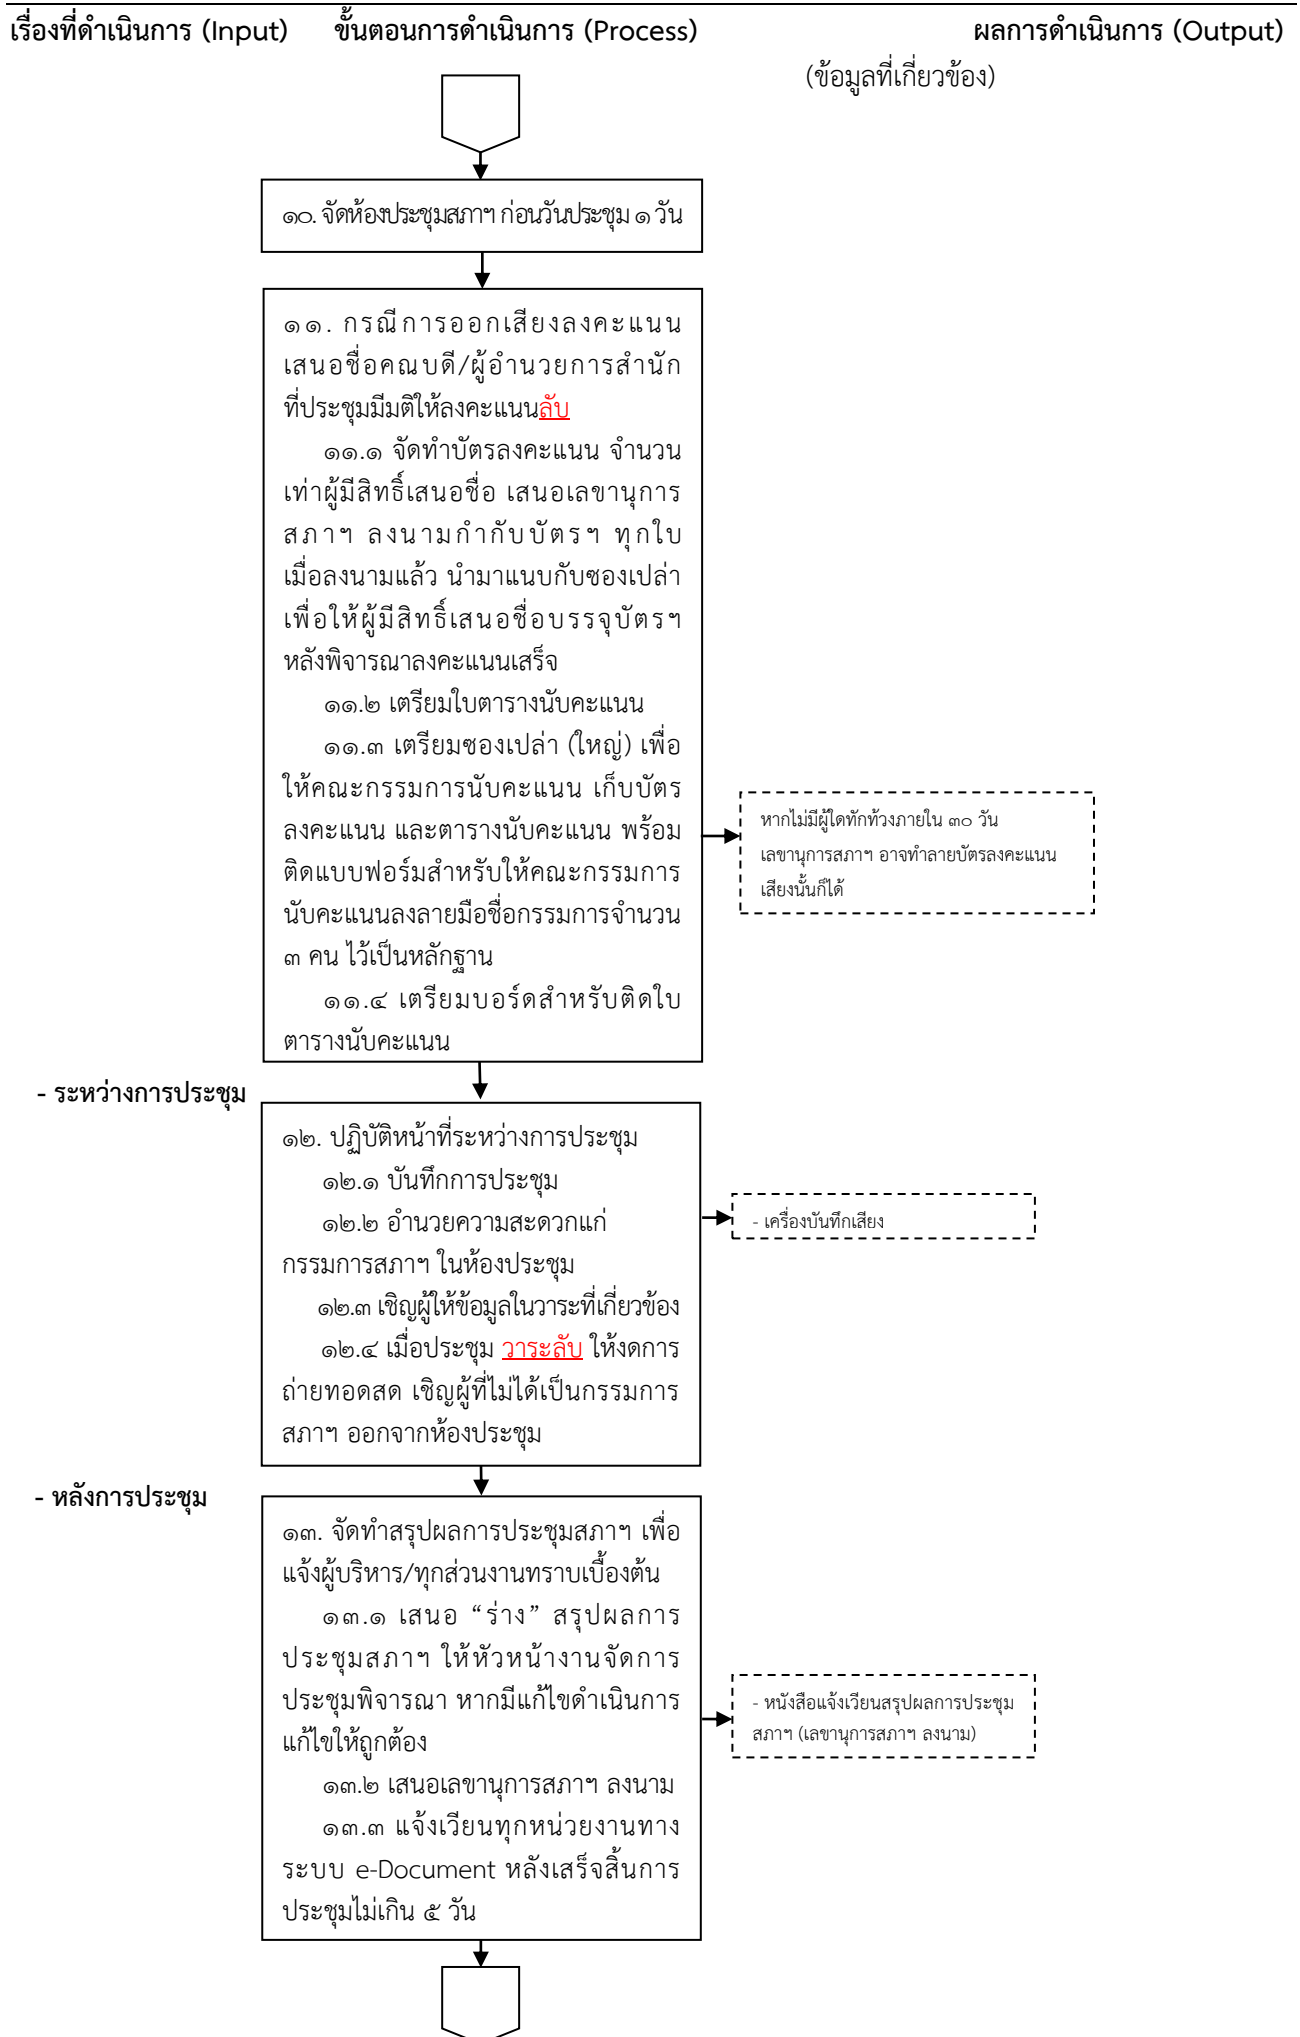 เรื่องที่ดำเนินการ (Input) ขั้นตอนการดำเนินการ (Process) ผลการดำเนินการ (Output)
(ข้อมูลที่เกี่ยวข้อง)
๑๐. จัดห้องประชุมสภาฯ ก่อนวันประชุม ๑ วัน
๑๑. กรณีการออกเสียงลงคะแนน
เสนอชื่อคณบดี/ผู้อำนวยการสำนัก
ที่ประชุมมีมติให้ลงคะแนนลับ
๑๑.๑ จัดทำบัตรลงคะแนน จำนวน
เท่าผู้มีสิทธิ์เสนอชื่อ เสนอเลขานุการ
สภาฯ ลงนามกำกับบัตรฯ ทุกใบ
เมื่อลงนามแล้ว นำมาแนบกับซองเปล่า
เพื่อให้ผู้มีสิทธิ์เสนอชื่อบรรจุบัตรฯ
หลังพิจารณาลงคะแนนเสร็จ
๑๑.๒ เตรียมใบตารางนับคะแนน
๑๑.๓ เตรียมซองเปล่า (ใหญ่) เพื่อ
ให้คณะกรรมการนับคะแนน เก็บบัตร
ลงคะแนน และตารางนับคะแนน พร้อม
ติดแบบฟอร์มสำหรับให้คณะกรรมการ
นับคะแนนลงลายมือชื่อกรรมการจำนวน
๓ คน ไว้เป็นหลักฐาน
๑๑.๔ เตรียมบอร์ดสำหรับติดใบ
ตารางนับคะแนน
หากไม่มีผู้ใดทักท้วงภายใน ๓๐ วัน
เลขานุการสภาฯ อาจทำลายบัตรลงคะแนน
เสียงนั้นก็ได้
- ระหว่างการประชุม
๑๒. ปฏิบัติหน้าที่ระหว่างการประชุม
๑๒.๑ บันทึกการประชุม
๑๒.๒ อำนวยความสะดวกแก่
กรรมการสภาฯ ในห้องประชุม
๑๒.๓ เชิญผู้ให้ข้อมูลในวาระที่เกี่ยวข้อง
๑๒.๔ เมื่อประชุม วาระลับ ให้งดการ
ถ่ายทอดสด เชิญผู้ที่ไม่ได้เป็นกรรมการ
สภาฯ ออกจากห้องประชุม
- เครื่องบันทึกเสียง
- หลังการประชุม
๑๓. จัดทำสรุปผลการประชุมสภาฯ เพื่อ
แจ้งผู้บริหาร/ทุกส่วนงานทราบเบื้องต้น
๑๓.๑ เสนอ “ร่าง” สรุปผลการ
ประชุมสภาฯ ให้หัวหน้างานจัดการ
ประชุมพิจารณา หากมีแก้ไขดำเนินการ
แก้ไขให้ถูกต้อง
๑๓.๒ เสนอเลขานุการสภาฯ ลงนาม
๑๓.๓ แจ้งเวียนทุกหน่วยงานทาง
ระบบ e-Document หลังเสร็จสิ้นการ
ประชุมไม่เกิน ๕ วัน
- หนังสือแจ้งเวียนสรุปผลการประชุม
สภาฯ (เลขานุการสภาฯ ลงนาม)